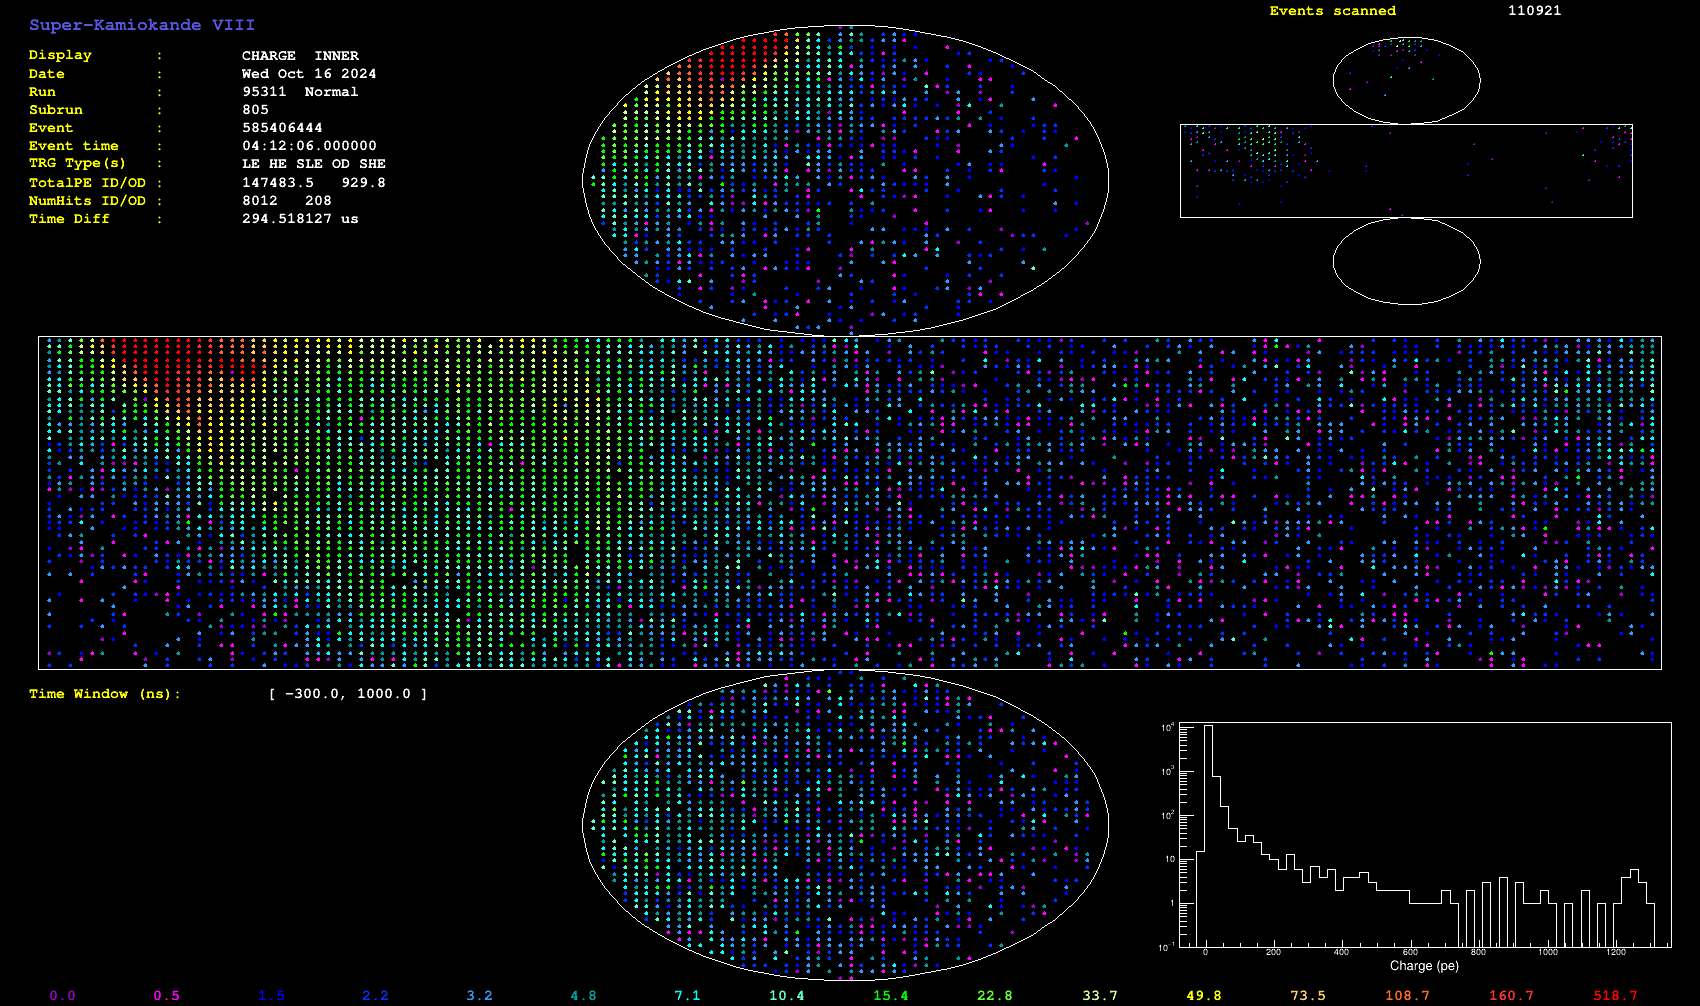 Super-Kamiokande VIII
Display : CHARGE INNER
Date : Wed Oct 16 2024
Run : 95311 Normal
Subrun : 805
Event : 585406444
Event time : 04:12:06.000000
TRG Type(s) : LE HE SLE OD SHE
TotalPE ID/OD : 147483.5 929.8
NumHits ID/OD : 8012 208
Time Diff : 294.518127 us
Events scanned 110921
Time Window (ns): [ -300.0, 1000.0 ]
10⁴
10³
10²
10
1
10⁻¹
0 200 400 600 800 1000 1200
Charge (pe)
0.0 0.5 1.5 2.2 3.2 4.8 7.1 10.4 15.4 22.8 33.7 49.8 73.5 108.7 160.7 518.7